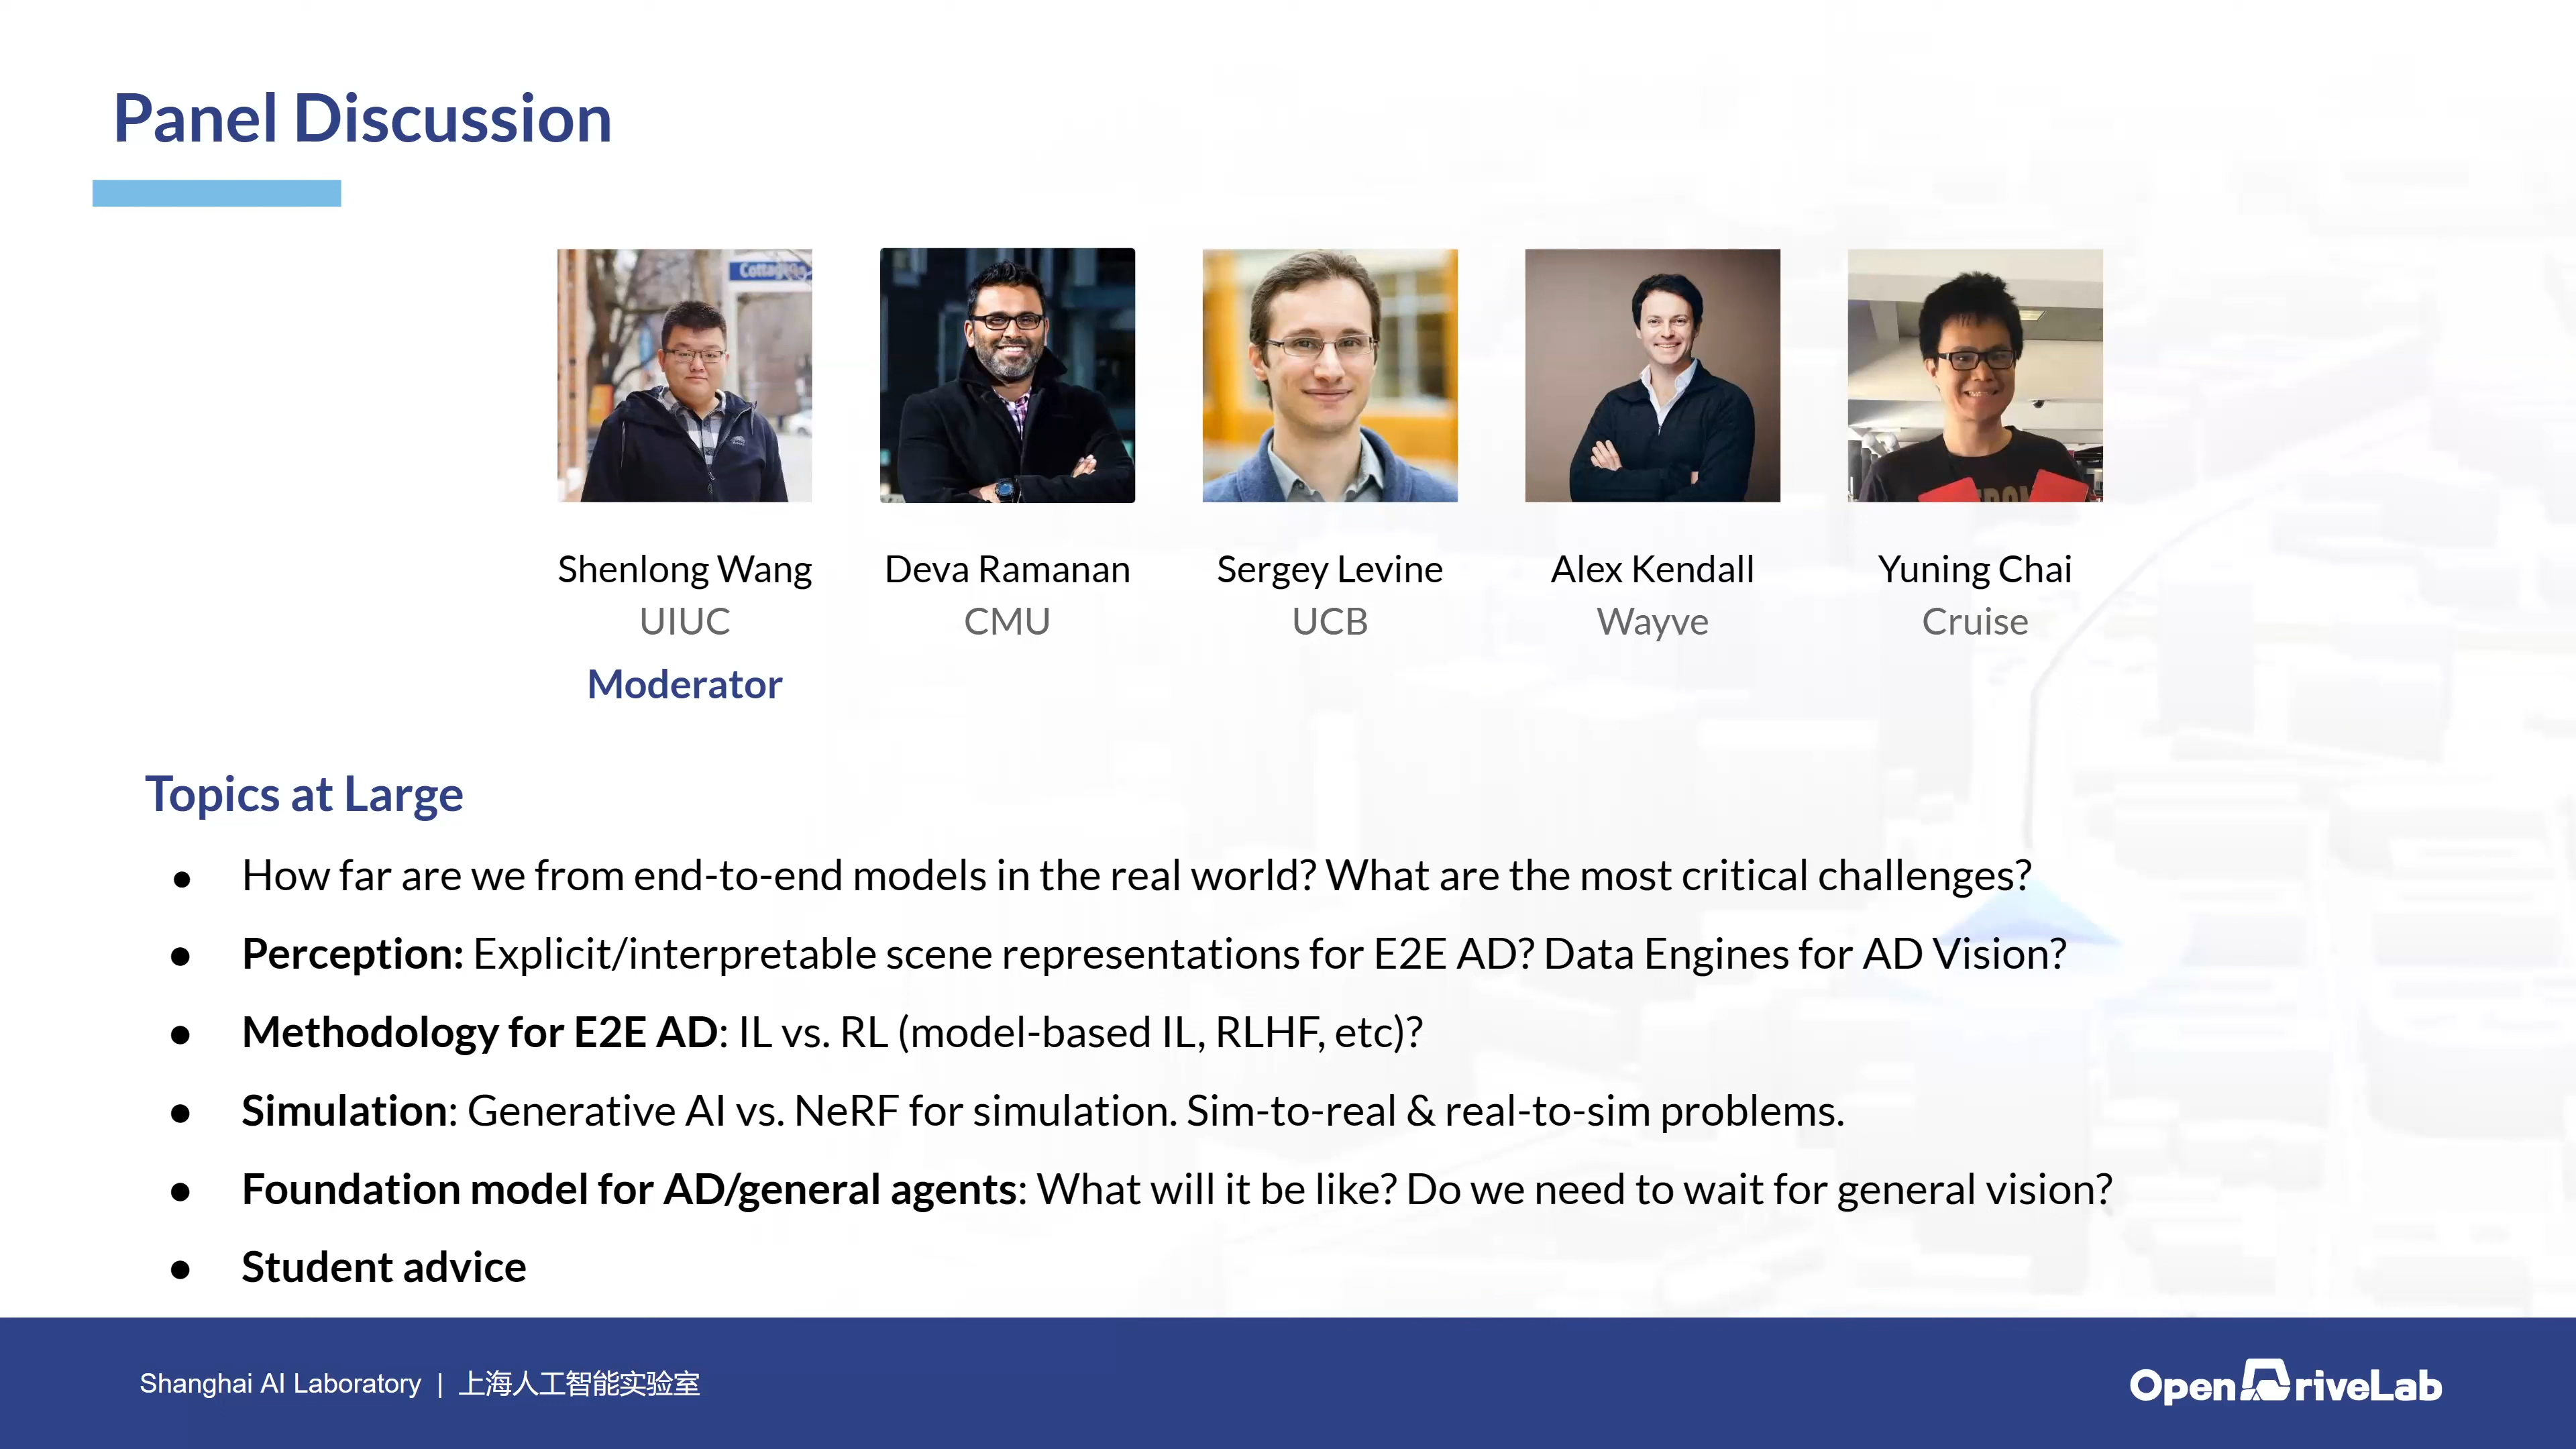 Panel Discussion
Cottage
Shenlong Wang
UIUC
Moderator
Deva Ramanan
CMU
Sergey Levine
UCB
Alex Kendall
Wayve
Yuning Chai
Cruise
Topics at Large
● How far are we from end-to-end models in the real world? What are the most critical challenges?
● Perception: Explicit/interpretable scene representations for E2E AD? Data Engines for AD Vision?
● Methodology for E2E AD: IL vs. RL (model-based IL, RLHF, etc)?
● Simulation: Generative AI vs. NeRF for simulation. Sim-to-real & real-to-sim problems.
● Foundation model for AD/general agents: What will it be like? Do we need to wait for general vision?
● Student advice
Shanghai AI Laboratory | 上海人工智能实验室
OpenDriveLab